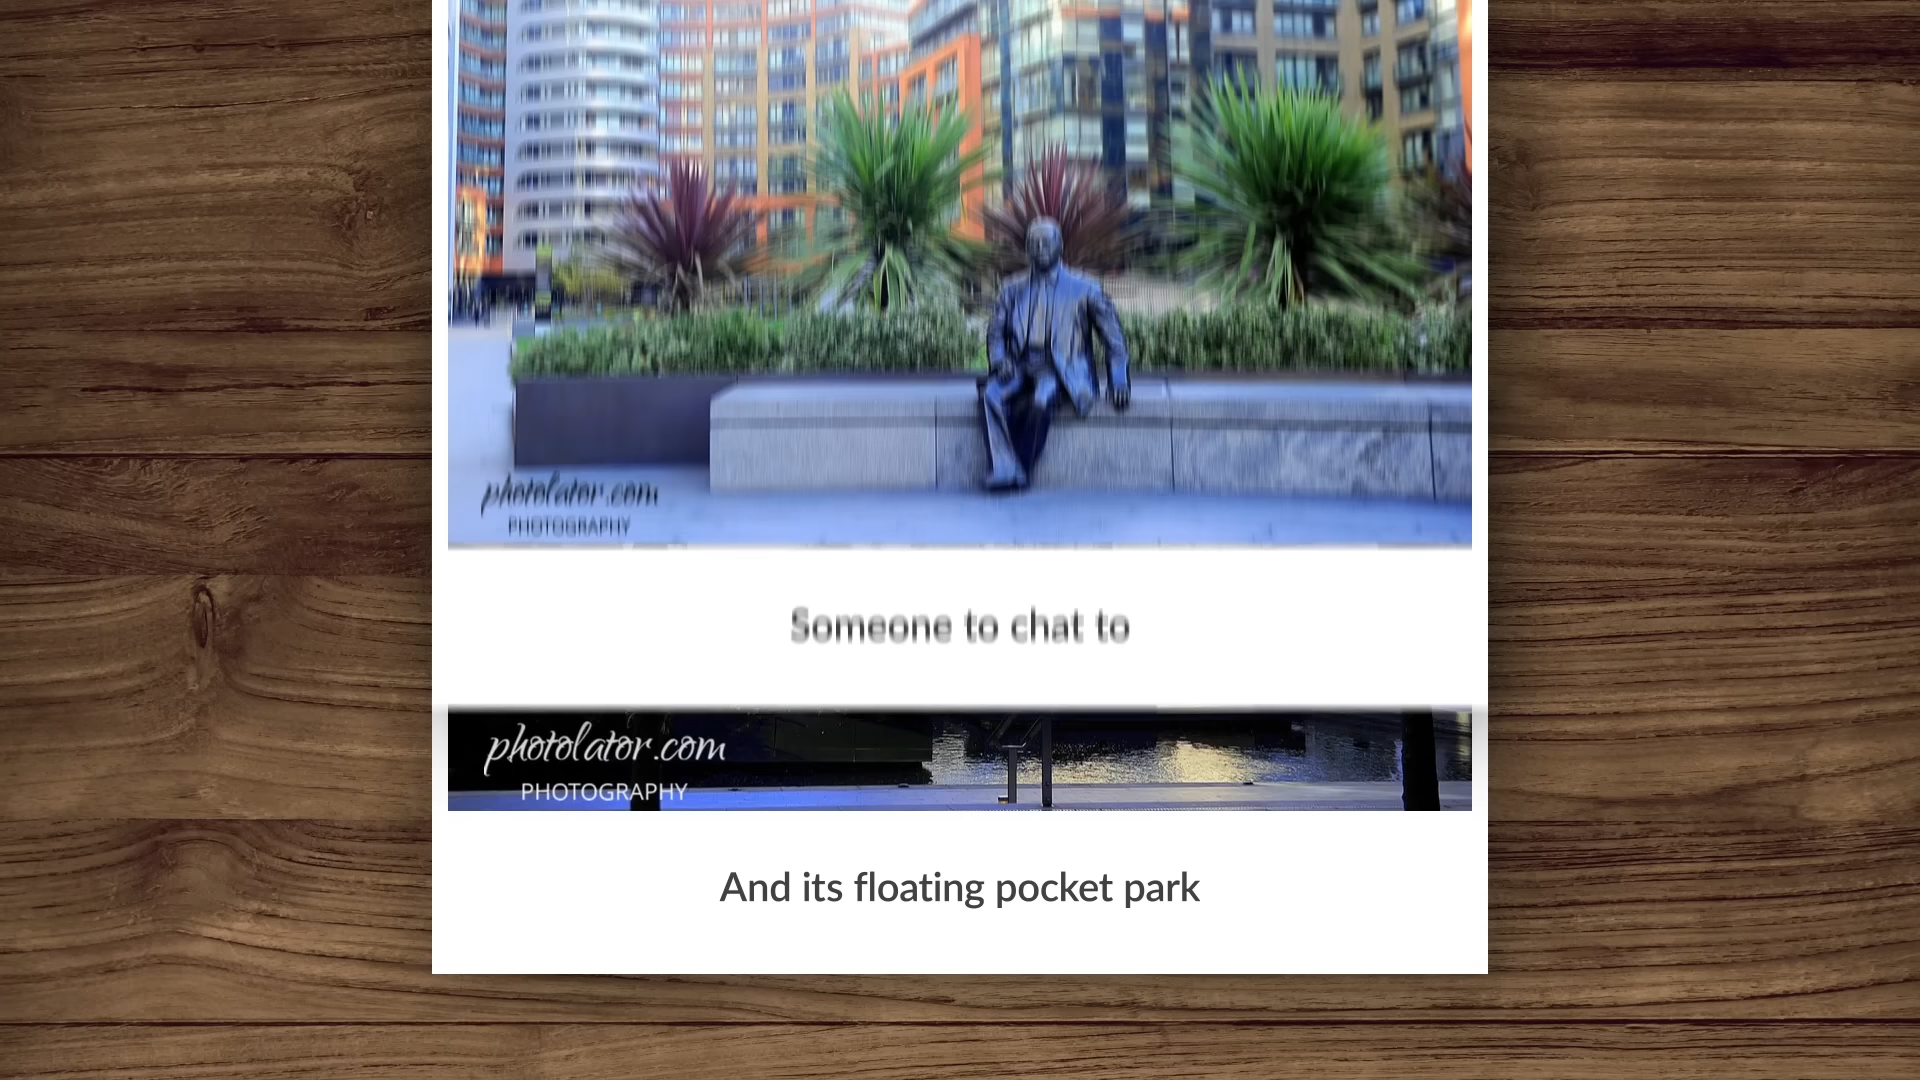 photolator.com
PHOTOGRAPHY
Someone to chat to
photolator.com
PHOTOGRAPHY
And its floating pocket park